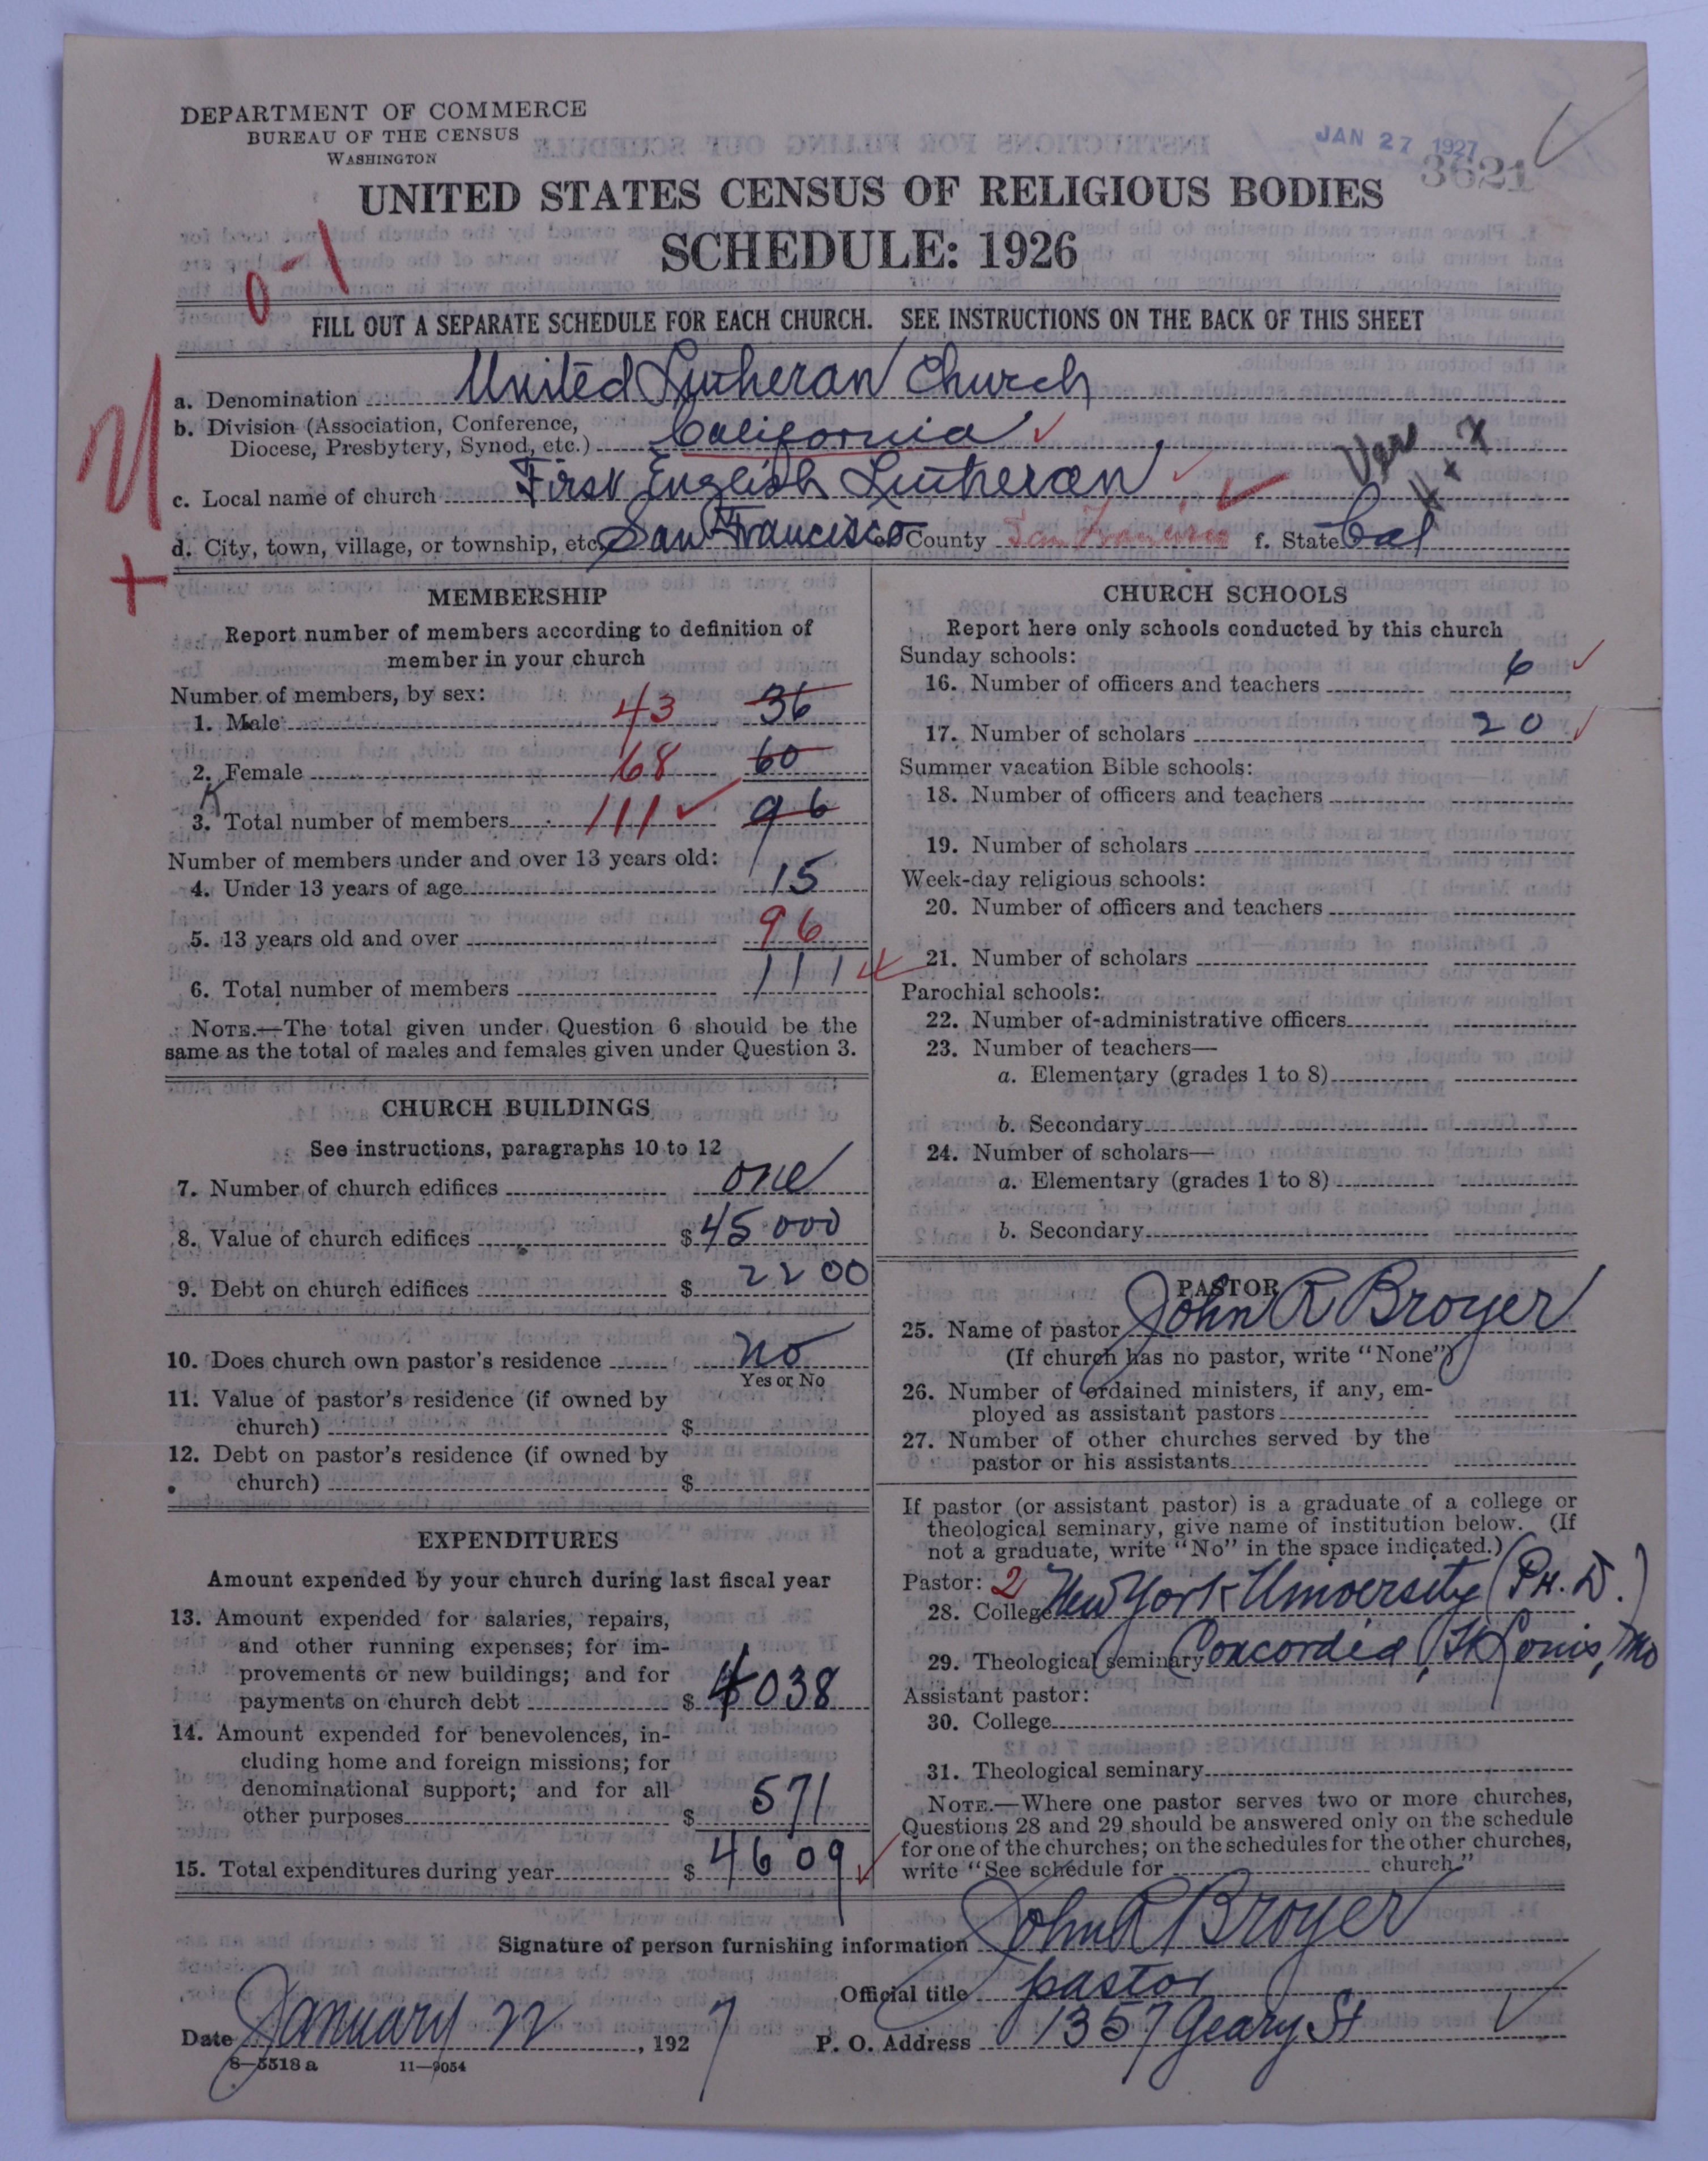 DEPARTMENT OF COMMERCE
BUREAU OF THE CENSUS
WASHINGTON
JAN 27 1927
3621
UNITED STATES CENSUS OF RELIGIOUS BODIES
SCHEDULE: 1926
FILL OUT A SEPARATE SCHEDULE FOR EACH CHURCH. SEE INSTRUCTIONS ON THE BACK OF THIS SHEET
a. Denomination United Lutheran Church
b. Division (Association, Conference,
Diocese, Presbytery, Synod, etc.) California
c. Local name of church First English Lutheran
d. City, town, village, or township, etc. San Francisco e. County San Francisco f. State Cal
MEMBERSHIP
Report number of members according to definition of
member in your church
Number of members, by sex:
1. Male 43 36
2. Female 68 60
3. Total number of members 111 96
Number of members under and over 13 years old:
4. Under 13 years of age 15
5. 13 years old and over 96
6. Total number of members 111
NOTE.—The total given under Question 6 should be the
same as the total of males and females given under Question 3.
CHURCH BUILDINGS
See instructions, paragraphs 10 to 12
7. Number of church edifices one
8. Value of church edifices $ 45000
9. Debt on church edifices $ 2200
10. Does church own pastor's residence no
Yes or No
11. Value of pastor's residence (if owned by
church) $
12. Debt on pastor's residence (if owned by
church) $
EXPENDITURES
Amount expended by your church during last fiscal year
13. Amount expended for salaries, repairs,
and other running expenses; for im-
provements or new buildings; and for
payments on church debt $ 4038
14. Amount expended for benevolences, in-
cluding home and foreign missions; for
denominational support; and for all
other purposes $ 571
15. Total expenditures during year $ 4609
CHURCH SCHOOLS
Report here only schools conducted by this church
Sunday schools:
16. Number of officers and teachers 6
17. Number of scholars 20
Summer vacation Bible schools:
18. Number of officers and teachers
19. Number of scholars
Week-day religious schools:
20. Number of officers and teachers
21. Number of scholars
Parochial schools:
22. Number of administrative officers
23. Number of teachers—
a. Elementary (grades 1 to 8)
b. Secondary
24. Number of scholars—
a. Elementary (grades 1 to 8)
b. Secondary
PASTOR
25. Name of pastor John R Broyer
(If church has no pastor, write "None")
26. Number of ordained ministers, if any, em-
ployed as assistant pastors
27. Number of other churches served by the
pastor or his assistants
If pastor (or assistant pastor) is a graduate of a college or
theological seminary, give name of institution below. (If
not a graduate, write "No" in the space indicated.)
Pastor: 2
28. College New York University (Ph. D.)
29. Theological seminary Concordia (St Louis, Mo
Assistant pastor:
30. College
31. Theological seminary
NOTE.—Where one pastor serves two or more churches,
Questions 28 and 29 should be answered only on the schedule
for one of the churches; on the schedules for the other churches,
write "See schedule for church"
Signature of person furnishing information John R Broyer
Official title pastor
Date January 22, 1927 P. O. Address 1357 Geary St
8—5518 a 11—9054